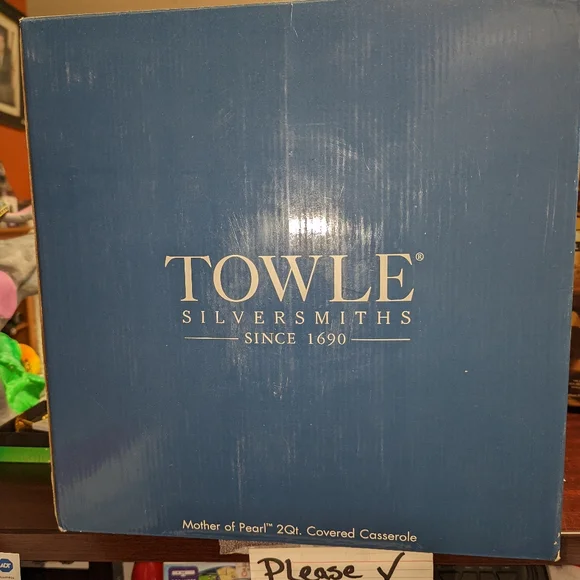 TOWLE®
SILVERSMITHS
SINCE 1690
Mother of Pearl™ 2Qt. Covered Casserole
Please ✓